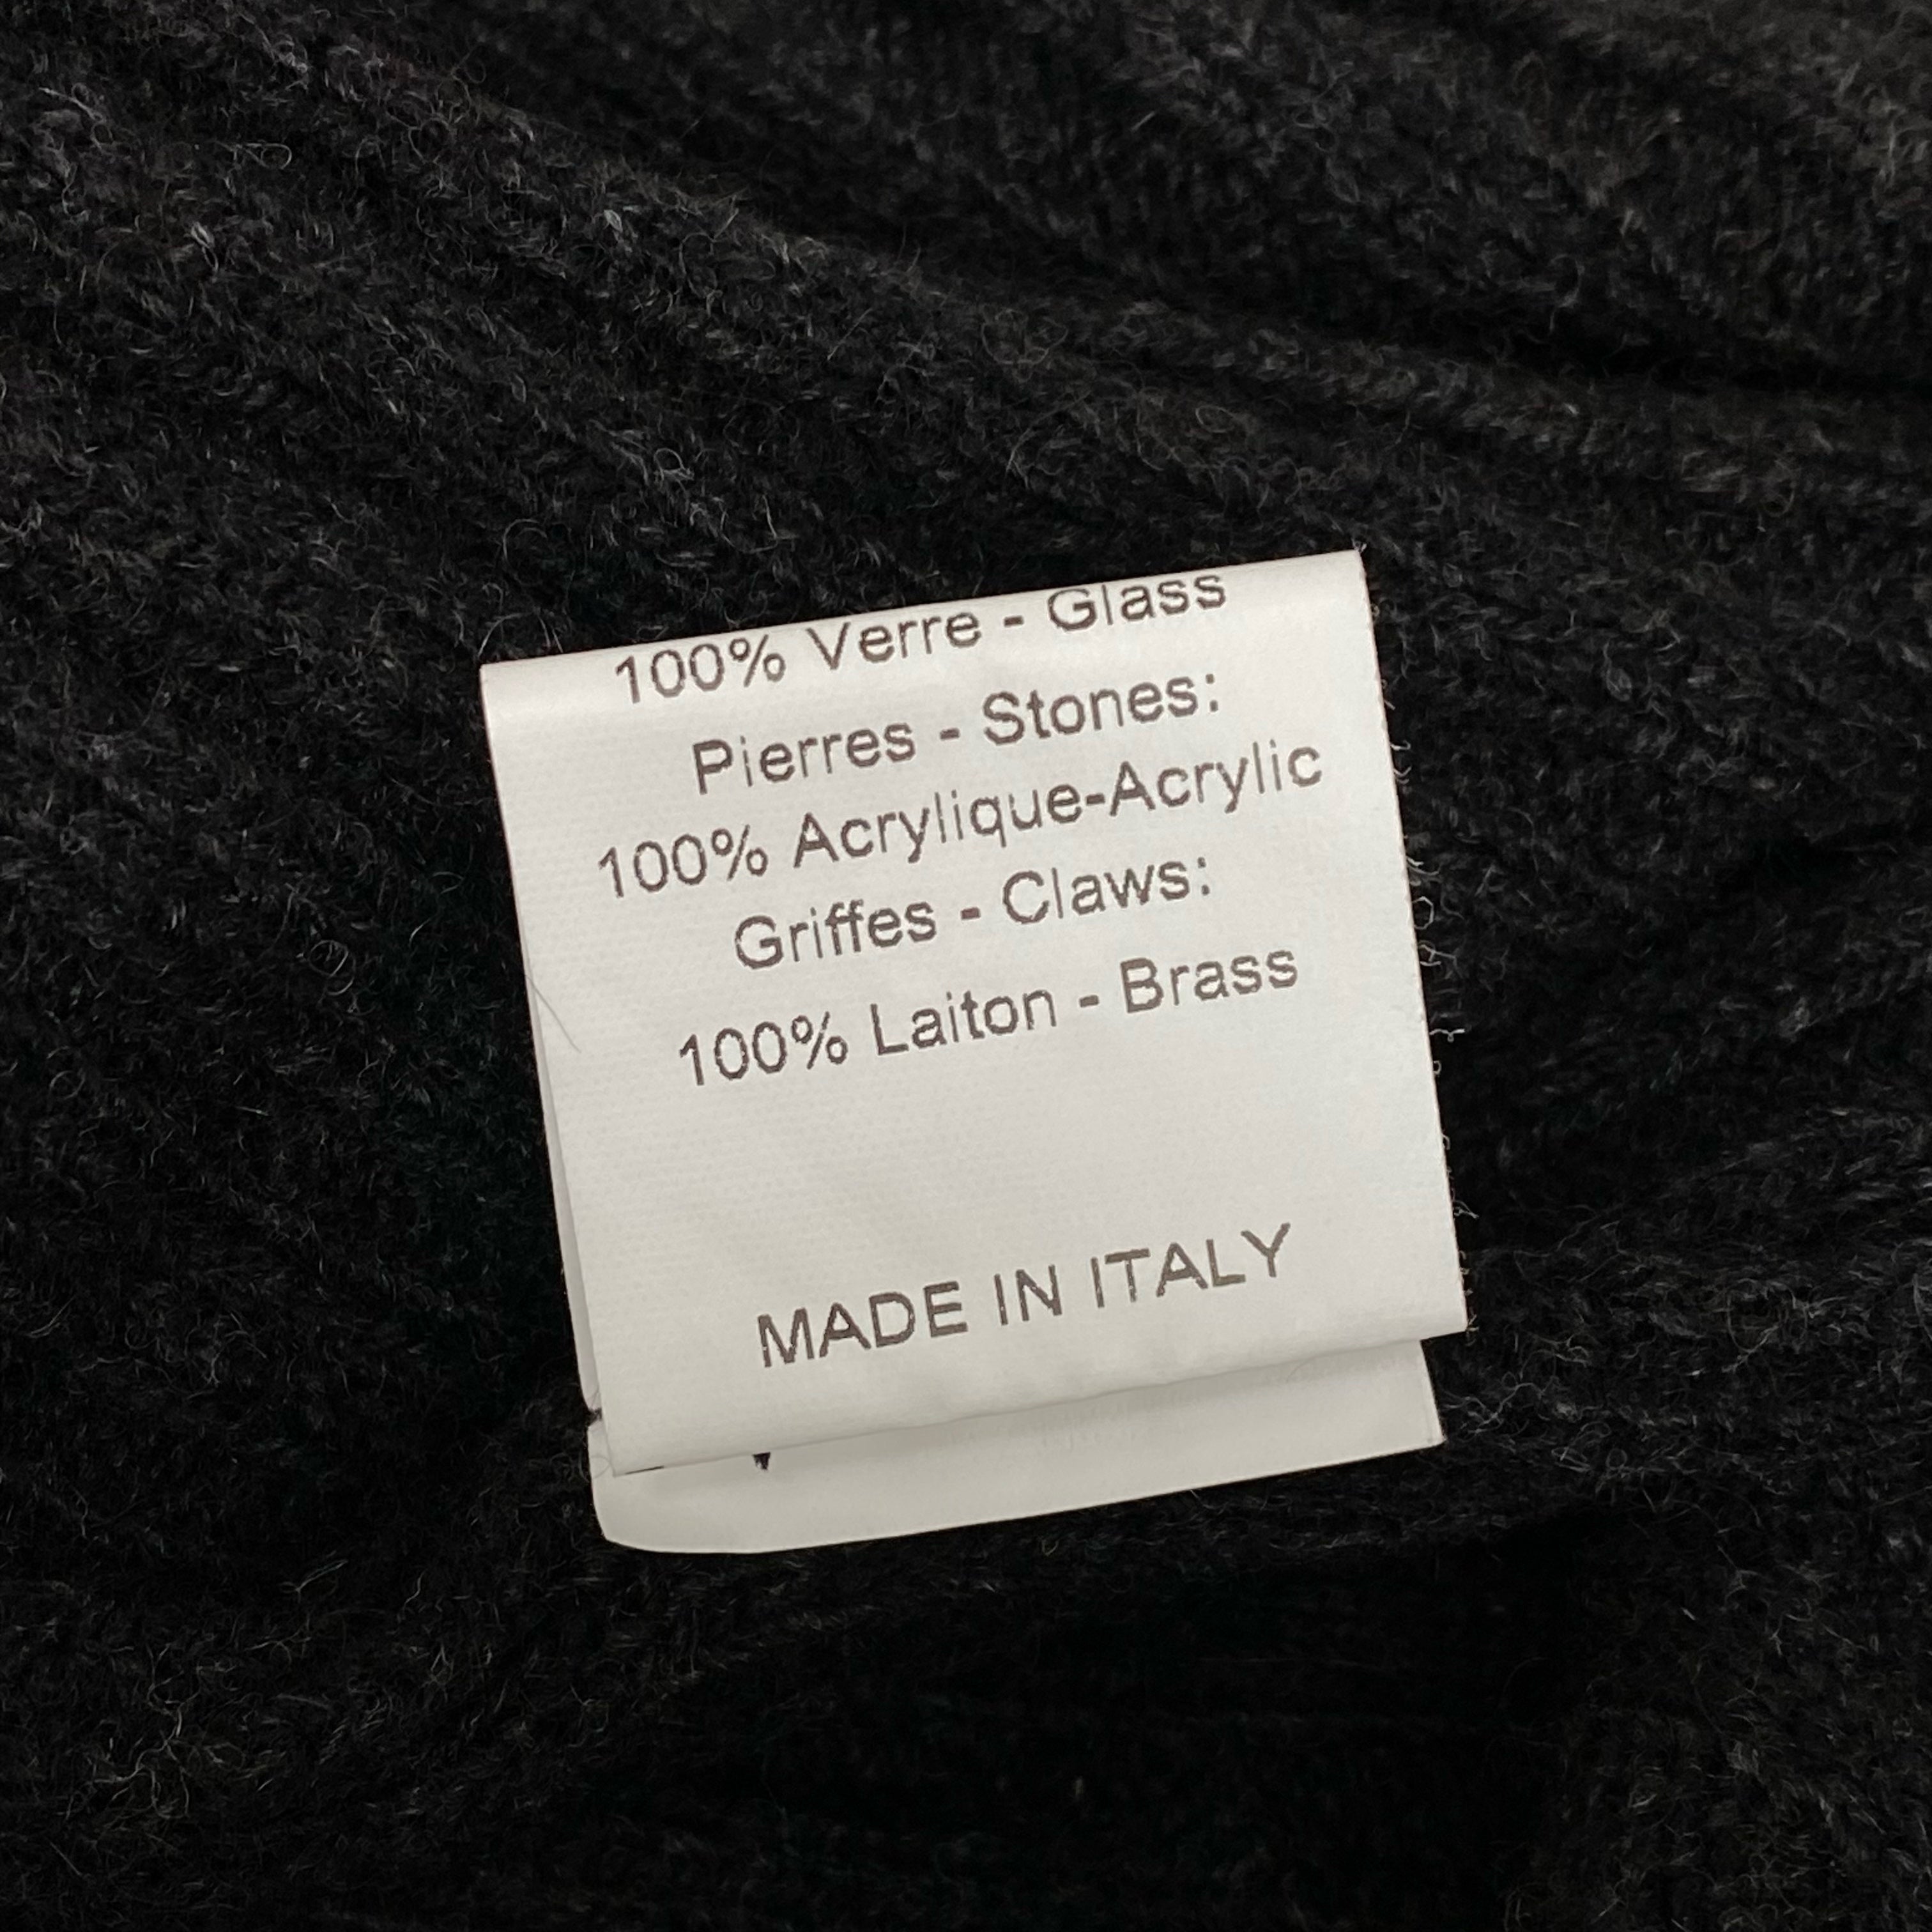 100% Verre - Glass
Pierres - Stones:
100% Acrylique-Acrylic
Griffes - Claws:
100% Laiton - Brass
MADE IN ITALY